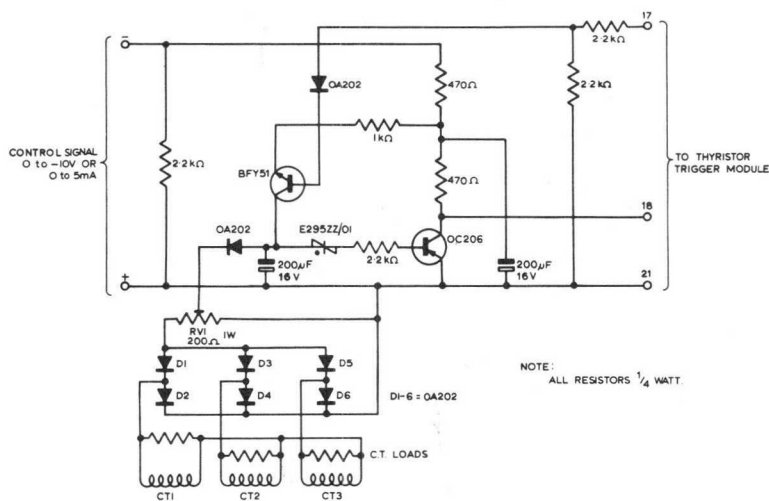 17
2·2kΩ
−
OA202
470Ω
2·2kΩ
1kΩ
CONTROL SIGNAL
0 to −10V OR
0 to 5mA
2·2kΩ
BFY51
470Ω
TO THYRISTOR
TRIGGER MODULE
18
OA202
E295ZZ/01
OC206
2·2kΩ
200µF
16V
200µF
16V
+
21
RV1
200Ω 1W
D1
D3
D5
D2
D4
D6
D1-6 = OA202
NOTE:
ALL RESISTORS 1/4 WATT.
C.T. LOADS
CT1
CT2
CT3